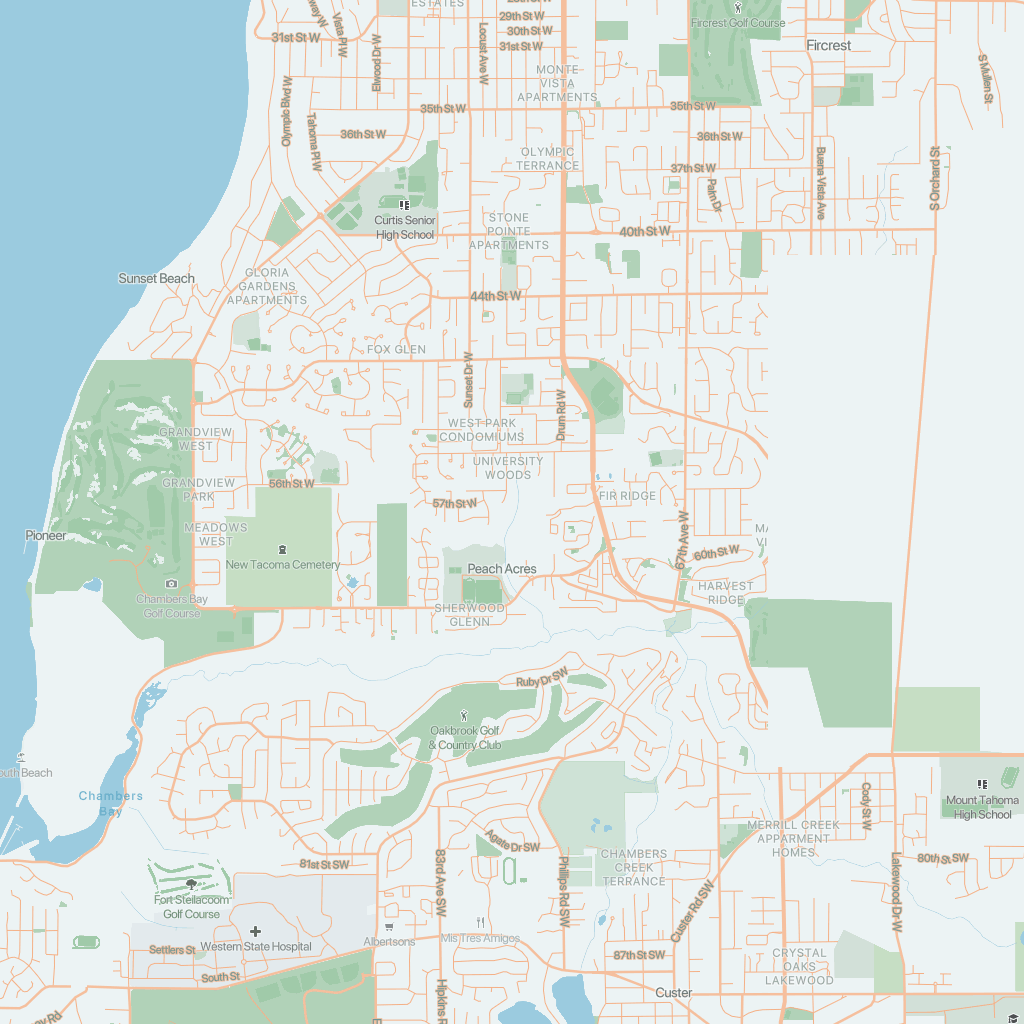 ESTATES
29th St W
30th St W
31st St W
31st St W
Vista Pl W
Elwood Dr W
Locust Ave W
Fircrest Golf Course
Fircrest
S Mullen St
MONTE
VISTA
APARTMENTS
Olympic Blvd W
Tahoma Pl W
35th St W
35th St W
36th St W
36th St W
37th St W
Palm Dr
Buena Vista Ave
S Orchard St
OLYMPIC
TERRANCE
Curtis Senior
High School
STONE
POINTE
APARTMENTS
40th St W
Sunset Beach
GLORIA
GARDENS
APARTMENTS
44th St W
FOX GLEN
Sunset Dr W
Drum Rd W
GRANDVIEW
WEST
WEST PARK
CONDOMIUMS
UNIVERSITY
WOODS
GRANDVIEW
PARK
56th St W
57th St W
FIR RIDGE
MEADOWS
WEST
Pioneer
New Tacoma Cemetery
67th Ave W
60th St W
Peach Acres
Chambers Bay
Golf Course
SHERWOOD
GLENN
HARVEST
RIDGE
Ruby Dr SW
Oakbrook Golf
& Country Club
Chambers
Bay
Cody St W
Mount Tahoma
High School
MERRILL CREEK
APPARMENT
HOMES
Agate Dr SW
81st St SW
83rd Ave SW
Phillips Rd SW
CHAMBERS
CREEK
TERRANCE
80th St SW
Lakewood Dr W
Fort Steilacoom
Golf Course
Custer Rd SW
Western State Hospital
Settlers St
South St
Albertsons
Mis Tres Amigos
87th St SW
CRYSTAL
OAKS
LAKEWOOD
Custer